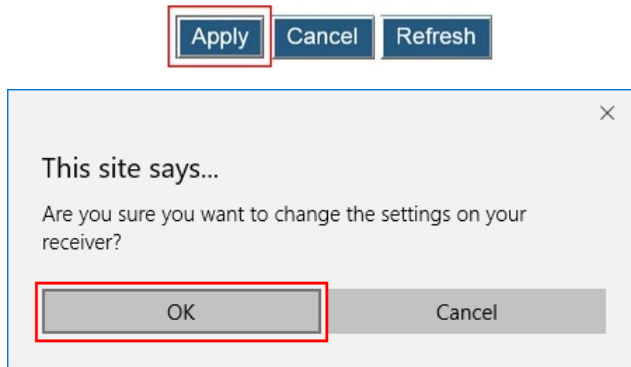 Apply Cancel Refresh
This site says...
Are you sure you want to change the settings on your
receiver?
OK Cancel